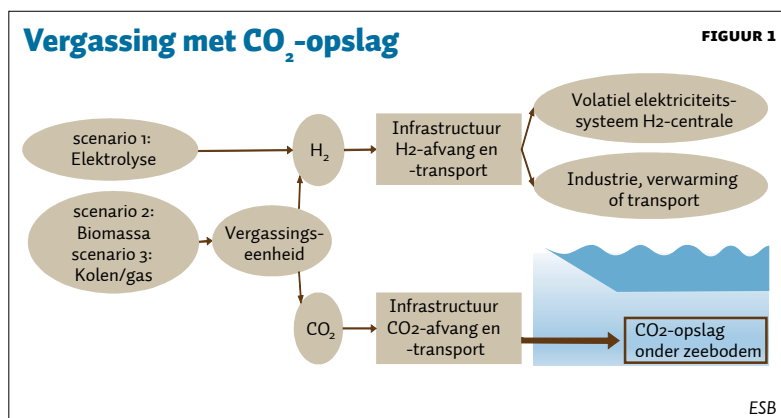 Vergassing met CO₂-opslag
FIGUUR 1
scenario 1:
Elektrolyse
H₂
Infrastructuur
H2-afvang en
-transport
Volatiel elektriciteits-
systeem H2-centrale
Industrie, verwarming
of transport
scenario 2:
Biomassa
scenario 3:
Kolen/gas
Vergassings-
eenheid
CO₂
Infrastructuur
CO2-afvang en
-transport
CO2-opslag
onder zeebodem
ESB